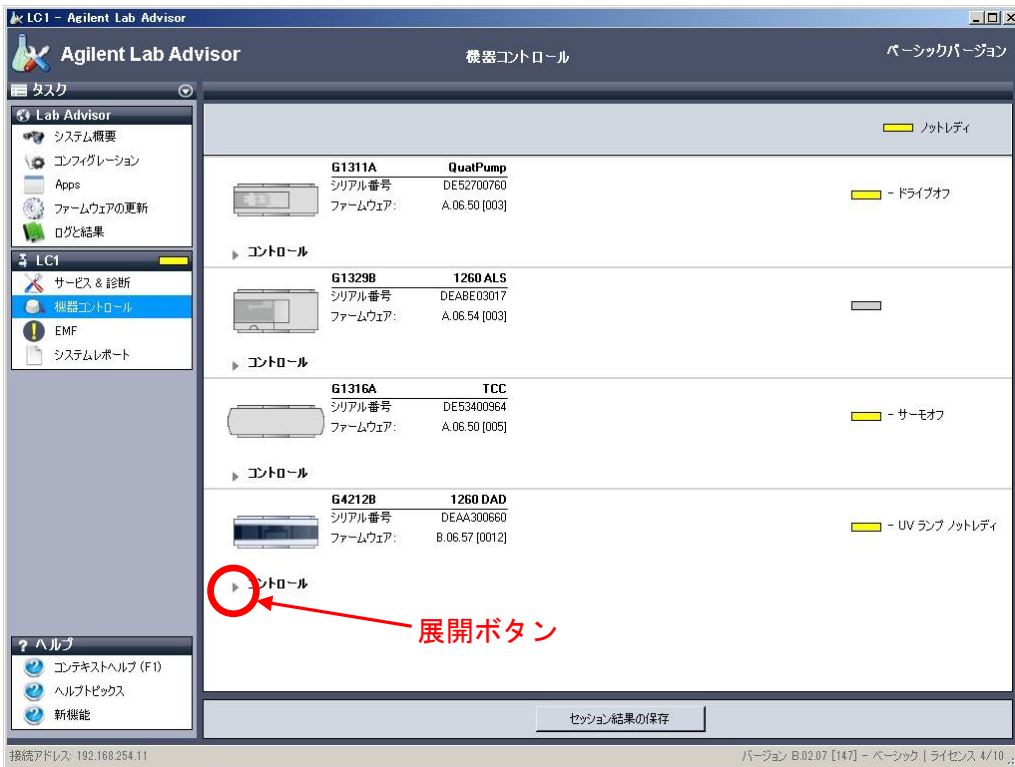 LC1 - Agilent Lab Advisor
Agilent Lab Advisor
機器コントロール
ベーシックバージョン
タスク
Lab Advisor
システム概要
コンフィグレーション
Apps
ファームウェアの更新
ログと結果
LC1
サービス & 診断
機器コントロール
EMF
システムレポート
ノットレディ
G1311A QuatPump
シリアル番号 DE52700760
ファームウェア: A.06.50 [003]
- ドライブオフ
コントロール
G1329B 1260 ALS
シリアル番号 DEABE03017
ファームウェア: A.06.54 [003]
コントロール
G1316A TCC
シリアル番号 DE53400964
ファームウェア: A.06.50 [005]
- サーモオフ
コントロール
G4212B 1260 DAD
シリアル番号 DEAA300660
ファームウェア: B.06.57 [0012]
- UV ランプ ノットレディ
コントロール
展開ボタン
? ヘルプ
コンテキストヘルプ (F1)
ヘルプトピックス
新機能
セッション結果の保存
接続アドレス: 192.168.254.11
バージョン B.02.07 [147] - ベーシック | ライセンス 4/10